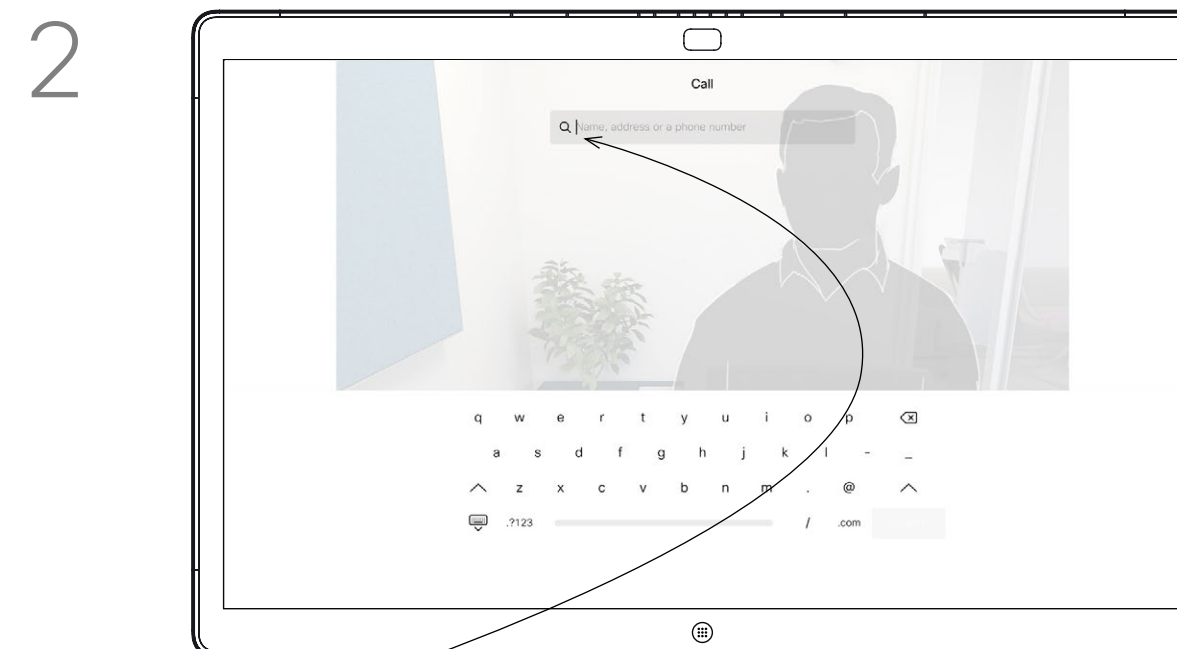 2
Call
Name, address or a phone number
q w e r t y u i o p
a s d f g h j k l - _
z x c v b n m . @
.?123 / .com